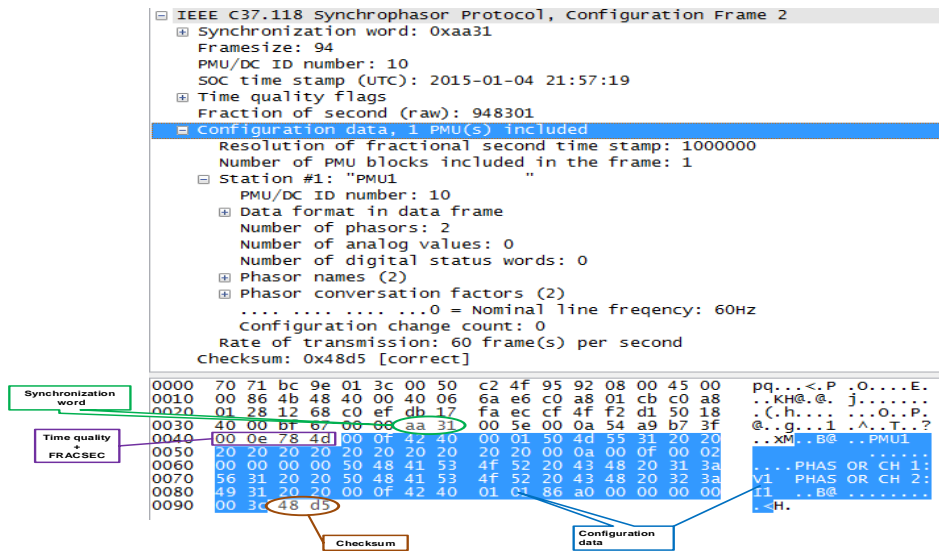 IEEE C37.118 Synchrophasor Protocol, Configuration Frame 2
Synchronization word: 0xaa31
Framesize: 94
PMU/DC ID number: 10
SOC time stamp (UTC): 2015-01-04 21:57:19
Time quality flags
Fraction of second (raw): 948301
Configuration data, 1 PMU(s) included
Resolution of fractional second time stamp: 1000000
Number of PMU blocks included in the frame: 1
Station #1: "PMU1            "
PMU/DC ID number: 10
Data format in data frame
Number of phasors: 2
Number of analog values: 0
Number of digital status words: 0
Phasor names (2)
Phasor conversation factors (2)
.... .... .... ...0 = Nominal line freqency: 60Hz
Configuration change count: 0
Rate of transmission: 60 frame(s) per second
Checksum: 0x48d5 [correct]
0000 70 71 bc 9e 01 3c 00 50 c2 4f 95 92 08 00 45 00 pq...<.P .O....E.
0010 00 86 4b 48 40 00 40 06 6a e6 c0 a8 01 cb c0 a8 ..KH@.@. j.......
0020 01 28 12 68 c0 ef db 17 fa ec cf 4f f2 d1 50 18 .(.h.... ...O..P.
0030 40 00 bf 67 00 00 aa 31 00 5e 00 0a 54 a9 b7 3f @..g...1 .^..T..?
0040 00 0e 78 4d 00 0f 42 40 00 01 50 4d 55 31 20 20 ..xM..B@ ..PMU1
0050 20 20 20 20 20 20 20 20 20 20 00 0a 00 0f 00 02 ......
0060 00 00 00 00 50 48 41 53 4f 52 20 43 48 20 31 3a ....PHAS OR CH 1:
0070 56 31 20 20 50 48 41 53 4f 52 20 43 48 20 32 3a V1  PHAS OR CH 2:
0080 49 31 20 20 00 0f 42 40 01 01 86 a0 00 00 00 00 I1  ..B@ ........
0090 00 3c 48 d5 .<H.
Synchronization
word
Time quality
+
FRACSEC
Checksum
Configuration
data